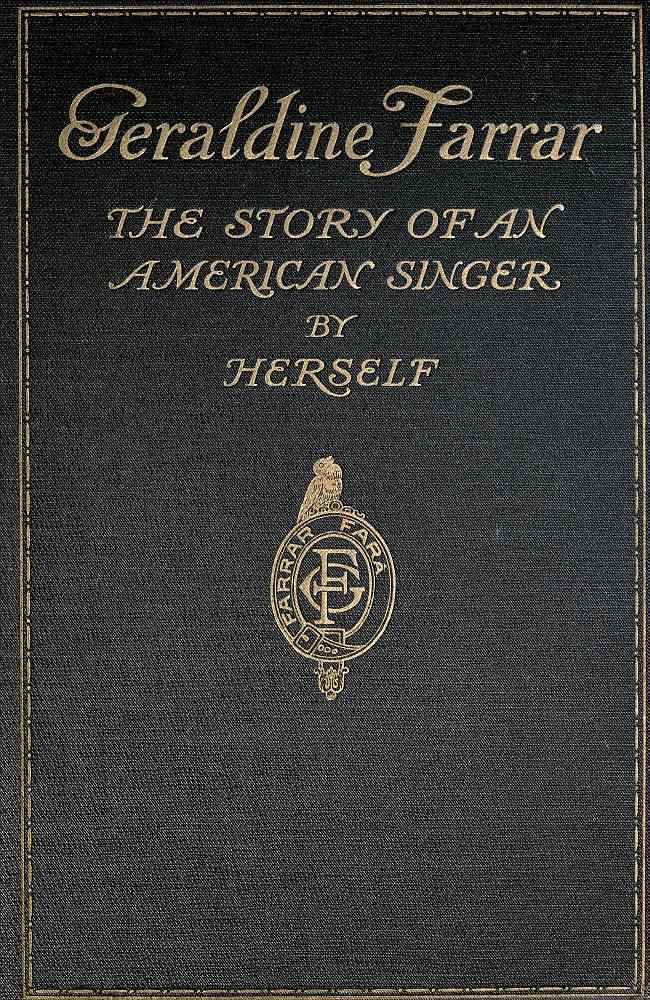 Geraldine Farrar
THE STORY OF AN
AMERICAN SINGER
BY
HERSELF
FARRAR FARA
GF